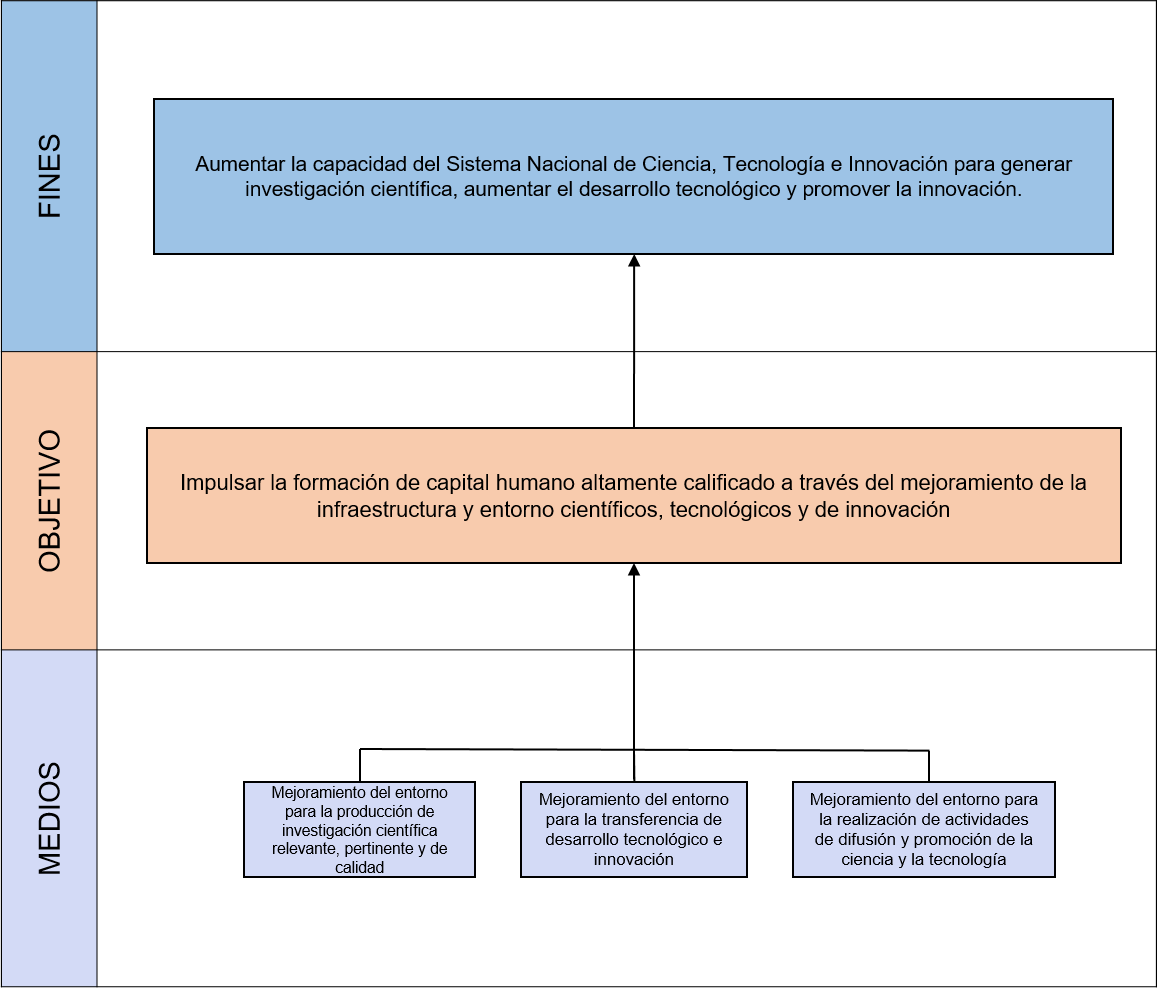 FINES
Aumentar la capacidad del Sistema Nacional de Ciencia, Tecnología e Innovación para generar
investigación científica, aumentar el desarrollo tecnológico y promover la innovación.
OBJETIVO
Impulsar la formación de capital humano altamente calificado a través del mejoramiento de la
infraestructura y entorno científicos, tecnológicos y de innovación
MEDIOS
Mejoramiento del entorno
para la producción de
investigación científica
relevante, pertinente y de
calidad
Mejoramiento del entorno
para la transferencia de
desarrollo tecnológico e
innovación
Mejoramiento del entorno para
la realización de actividades
de difusión y promoción de la
ciencia y la tecnología